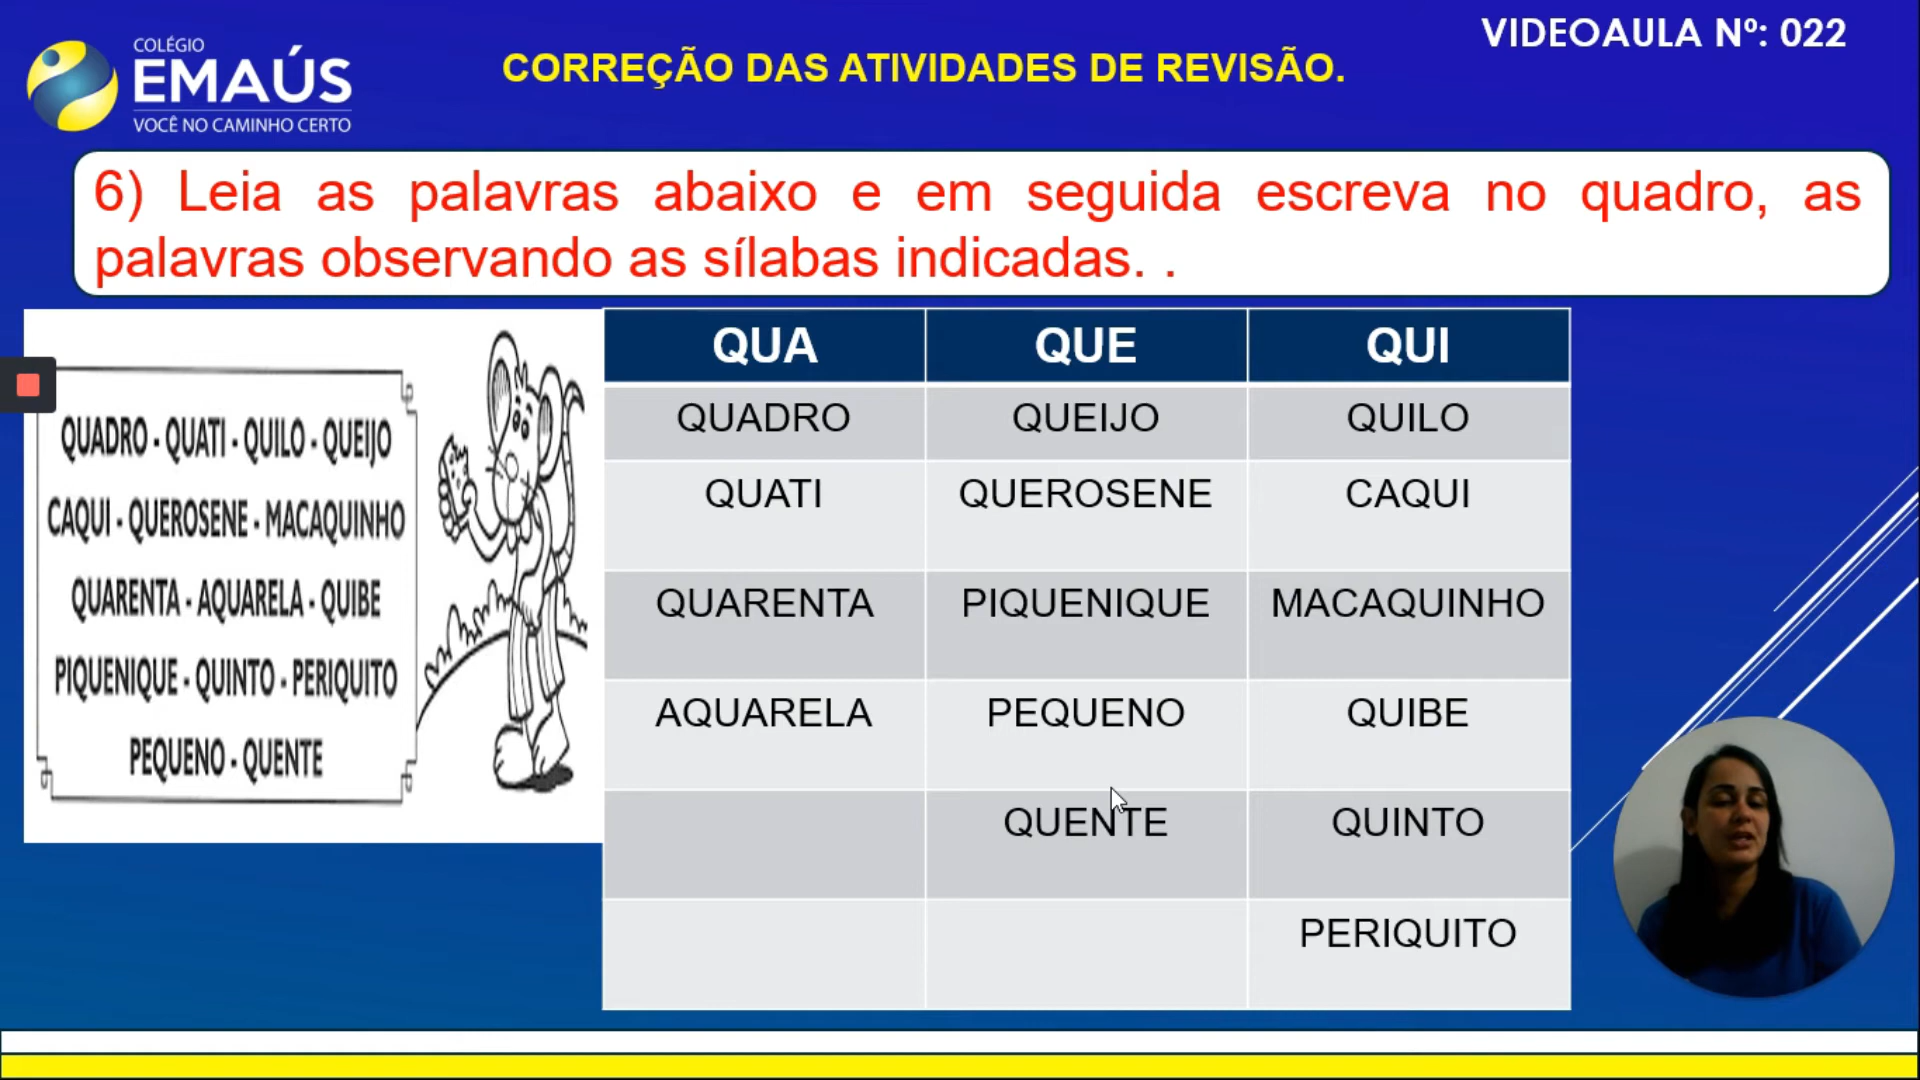 COLÉGIO
EMAÚS
VOCÊ NO CAMINHO CERTO
CORREÇÃO DAS ATIVIDADES DE REVISÃO.
VIDEOAULA Nº: 022
6) Leia as palavras abaixo e em seguida escreva no quadro, as
palavras observando as sílabas indicadas. .
QUADRO - QUATI - QUILO - QUEIJO
CAQUI - QUEROSENE - MACAQUINHO
QUARENTA - AQUARELA - QUIBE
PIQUENIQUE - QUINTO - PERIQUITO
PEQUENO - QUENTE
QUA QUE QUI
QUADRO QUEIJO QUILO
QUATI QUEROSENE CAQUI
QUARENTA PIQUENIQUE MACAQUINHO
AQUARELA PEQUENO QUIBE
QUENTE QUINTO
PERIQUITO